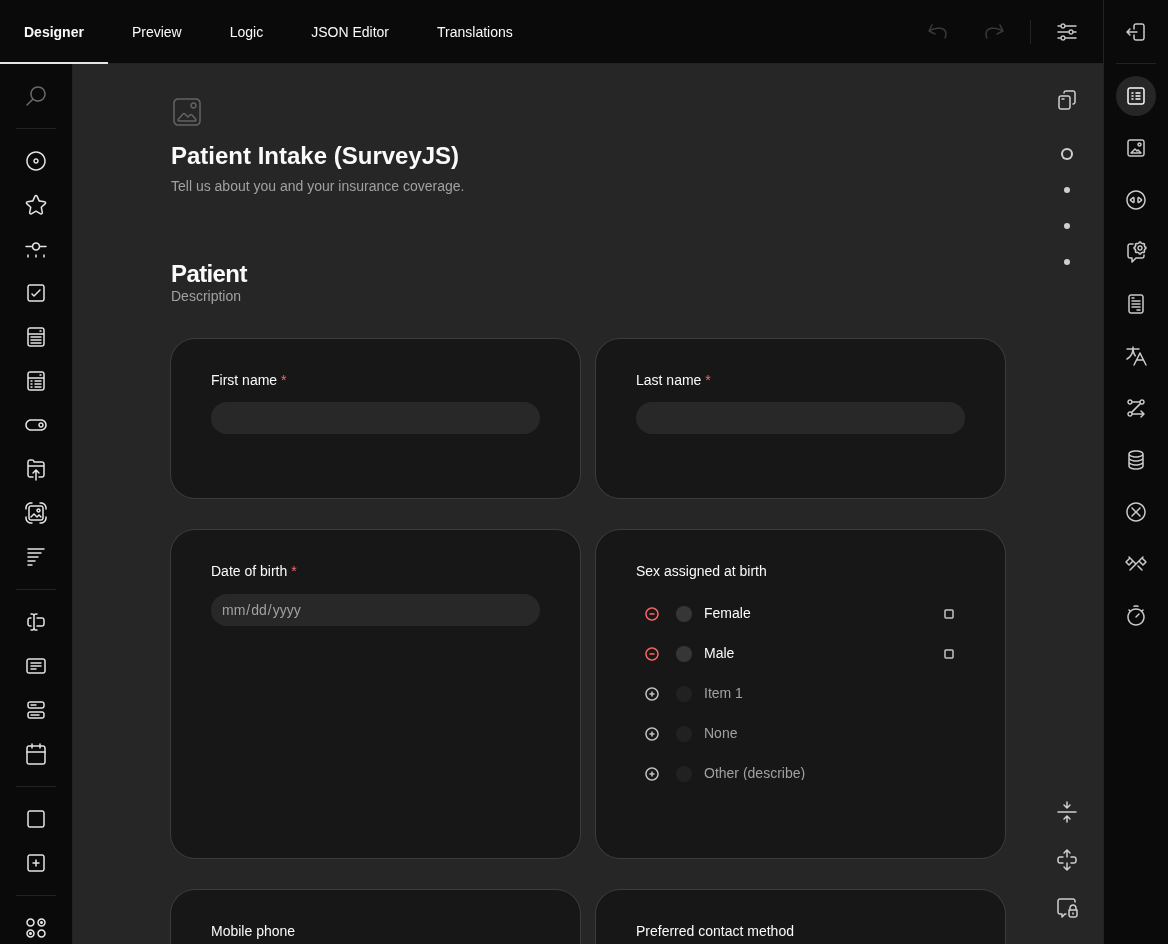 Designer
Preview
Logic
JSON Editor
Translations
Patient Intake (SurveyJS)
Tell us about you and your insurance coverage.
Patient
Description
First name *
Last name *
Date of birth *
mm/dd/yyyy
Sex assigned at birth
Female
Male
Item 1
None
Other (describe)
Mobile phone
Preferred contact method